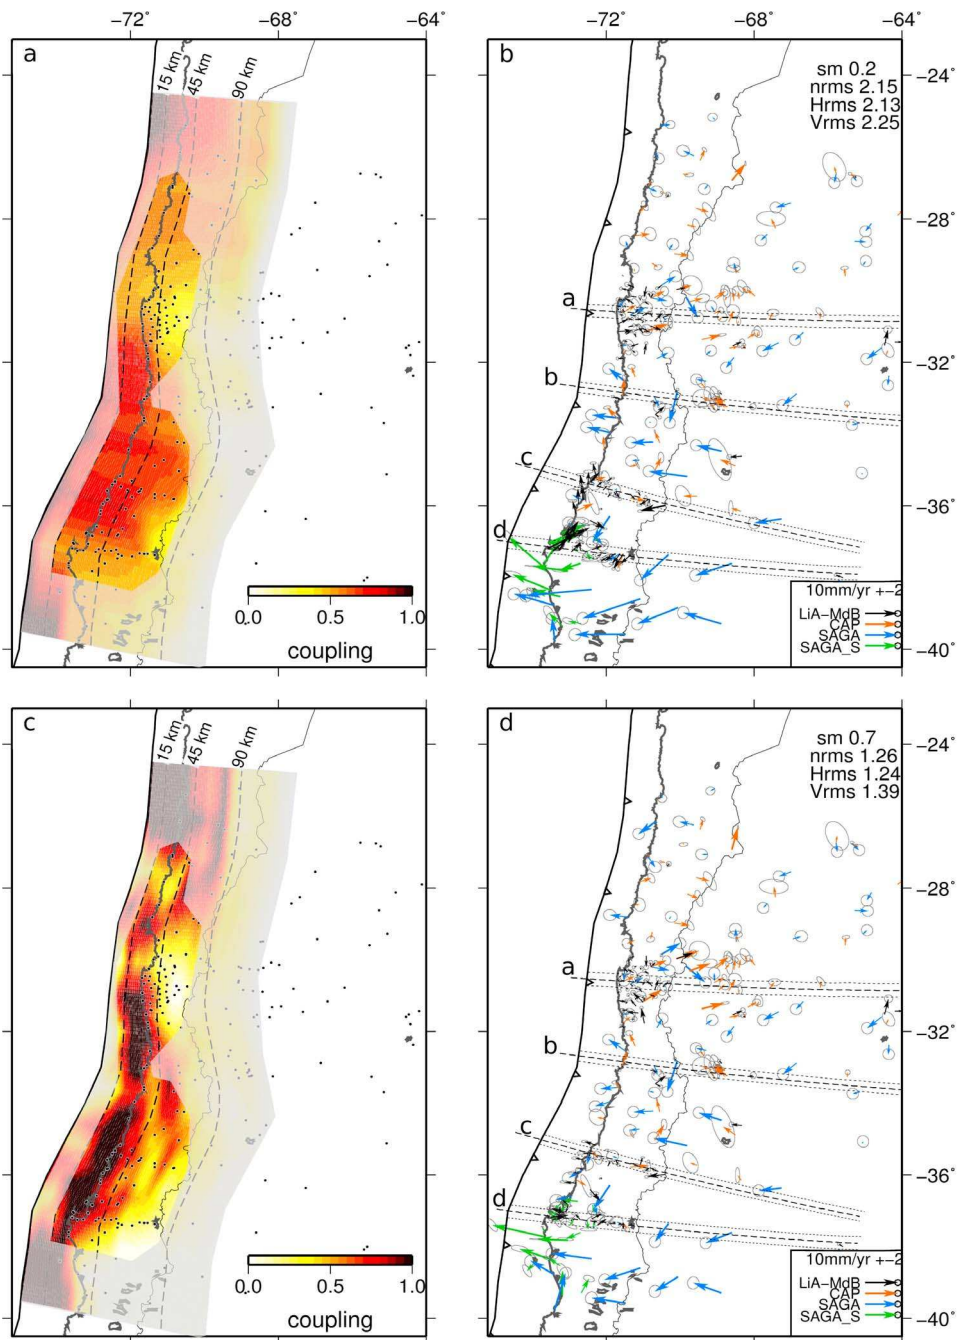 −72° −68° −64° −72° −68° −64°
a
15 km
45 km
90 km
0.0 0.5 1.0
coupling
b
sm 0.2
nrms 2.15
Hrms 2.13
Vrms 2.25
−24°
−28°
a
−32°
b
c
−36°
d
10mm/yr +−2
LiA−MdB
CAP
SAGA
SAGA_S
−40°
c
15 km
45 km
90 km
0.0 0.5 1.0
coupling
d
sm 0.7
nrms 1.26
Hrms 1.24
Vrms 1.39
−24°
−28°
a
−32°
b
c
−36°
d
10mm/yr +−2
LiA−MdB
CAP
SAGA
SAGA_S
−40°